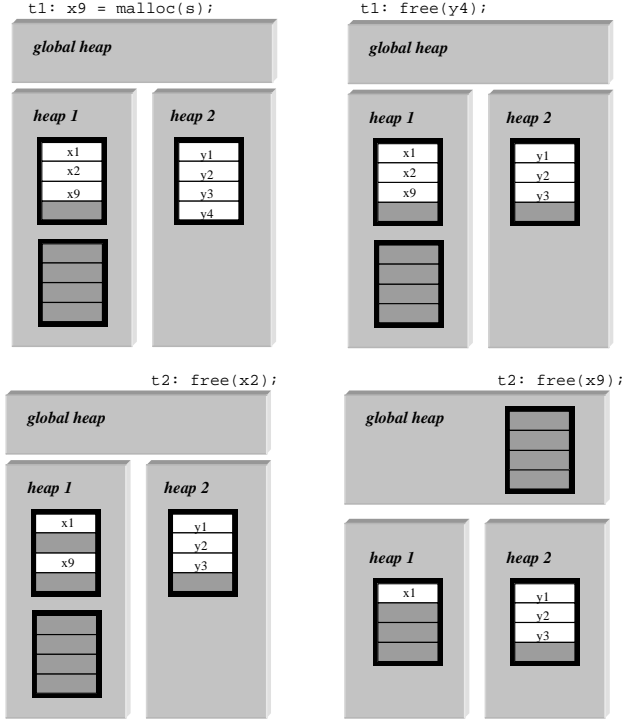 t1: x9 = malloc(s);
global heap
heap 1
heap 2
x1
x2
x9
y1
y2
y3
y4
t1: free(y4);
global heap
heap 1
heap 2
x1
x2
x9
y1
y2
y3
t2: free(x2);
global heap
heap 1
heap 2
x1
x9
y1
y2
y3
t2: free(x9);
global heap
heap 1
heap 2
x1
y1
y2
y3